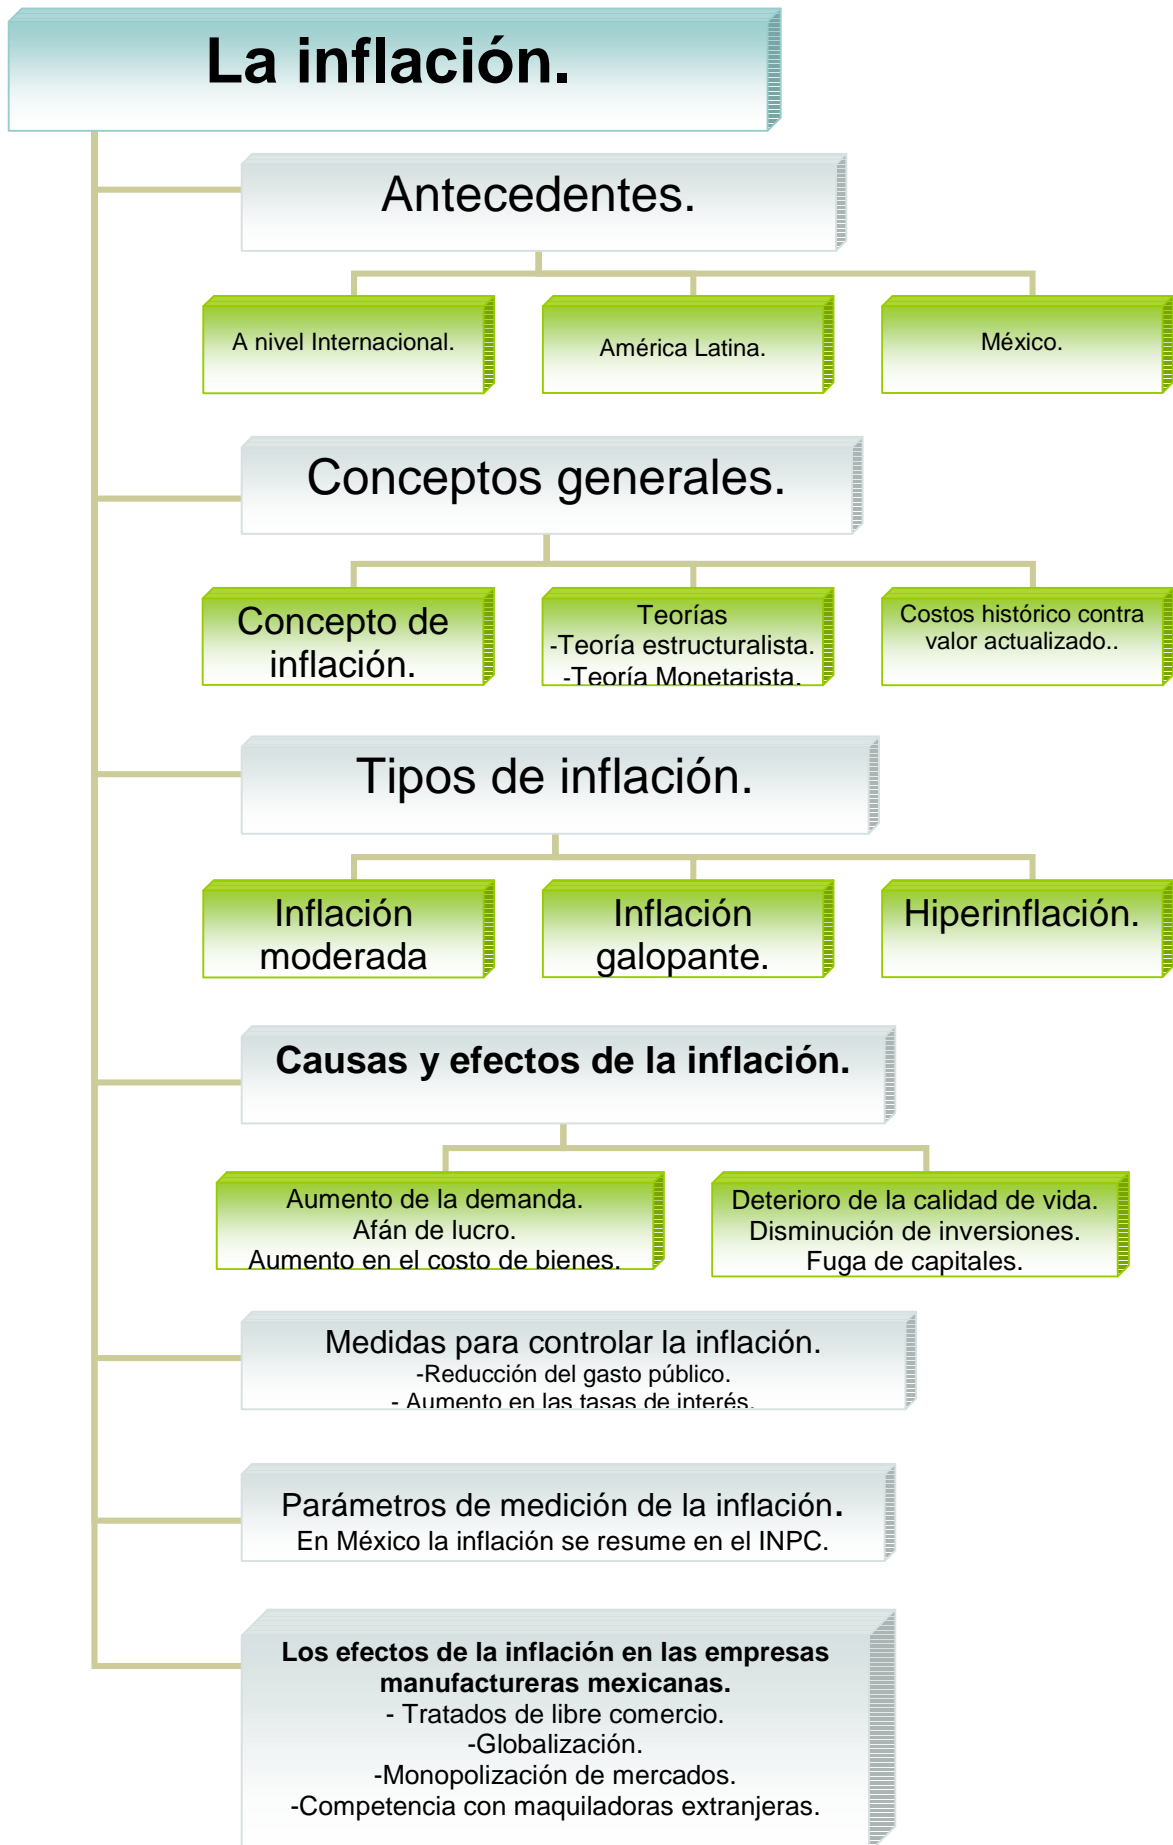 La inflación.
Antecedentes.
A nivel Internacional.
América Latina.
México.
Conceptos generales.
Concepto de
inflación.
Teorías
-Teoría estructuralista.
-Teoría Monetarista.
Costos histórico contra
valor actualizado..
Tipos de inflación.
Inflación
moderada
Inflación
galopante.
Hiperinflación.
Causas y efectos de la inflación.
Aumento de la demanda.
Afán de lucro.
Aumento en el costo de bienes.
Deterioro de la calidad de vida.
Disminución de inversiones.
Fuga de capitales.
Medidas para controlar la inflación.
-Reducción del gasto público.
- Aumento en las tasas de interés.
Parámetros de medición de la inflación.
En México la inflación se resume en el INPC.
Los efectos de la inflación en las empresas
manufactureras mexicanas.
- Tratados de libre comercio.
-Globalización.
-Monopolización de mercados.
-Competencia con maquiladoras extranjeras.